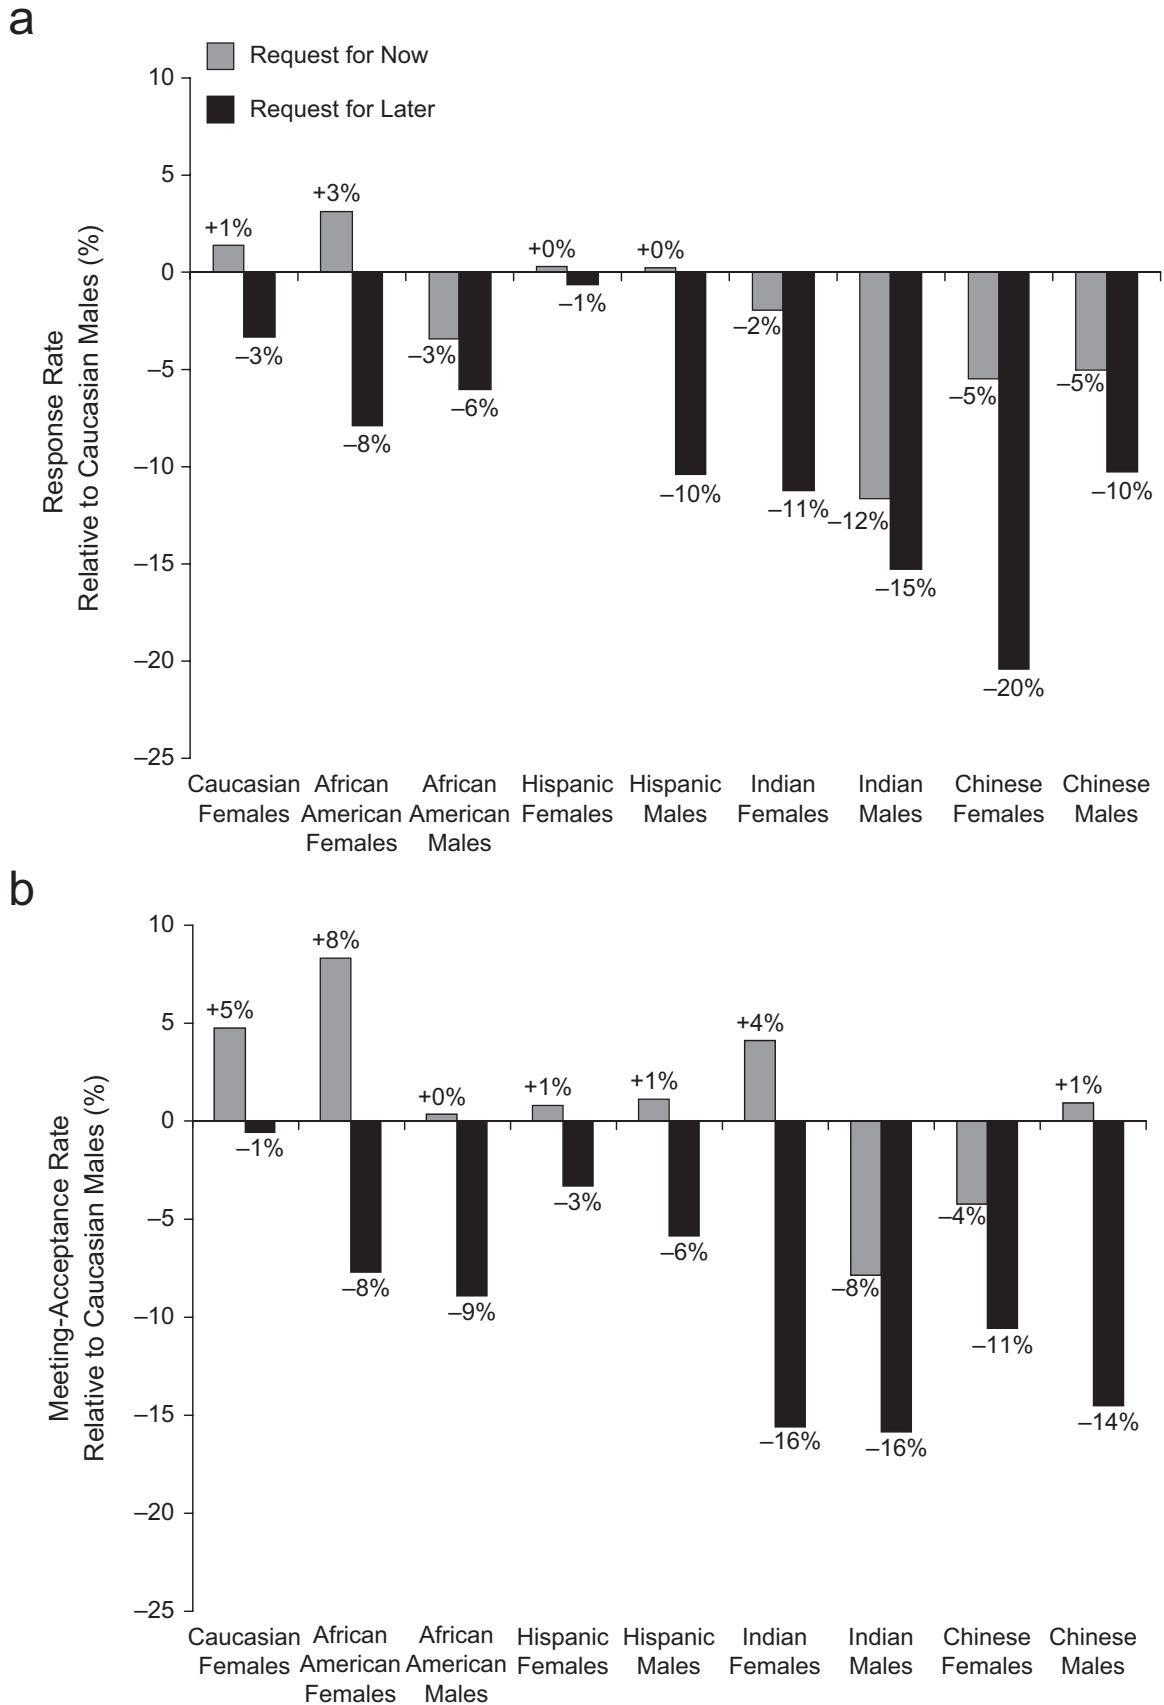 a
Request for Now
Request for Later
Response Rate
Relative to Caucasian Males (%)
10
5
0
–5
–10
–15
–20
–25
+1%
–3%
+3%
–8%
–3%
–6%
+0%
–1%
+0%
–10%
–2%
–11%
–12%
–15%
–5%
–20%
–5%
–10%
Caucasian
Females
African
American
Females
African
American
Males
Hispanic
Females
Hispanic
Males
Indian
Females
Indian
Males
Chinese
Females
Chinese
Males
b
Meeting-Acceptance Rate
Relative to Caucasian Males (%)
10
5
0
–5
–10
–15
–20
–25
+5%
–1%
+8%
–8%
+0%
–9%
+1%
–3%
+1%
–6%
+4%
–16%
–8%
–16%
–4%
–11%
+1%
–14%
Caucasian
Females
African
American
Females
African
American
Males
Hispanic
Females
Hispanic
Males
Indian
Females
Indian
Males
Chinese
Females
Chinese
Males